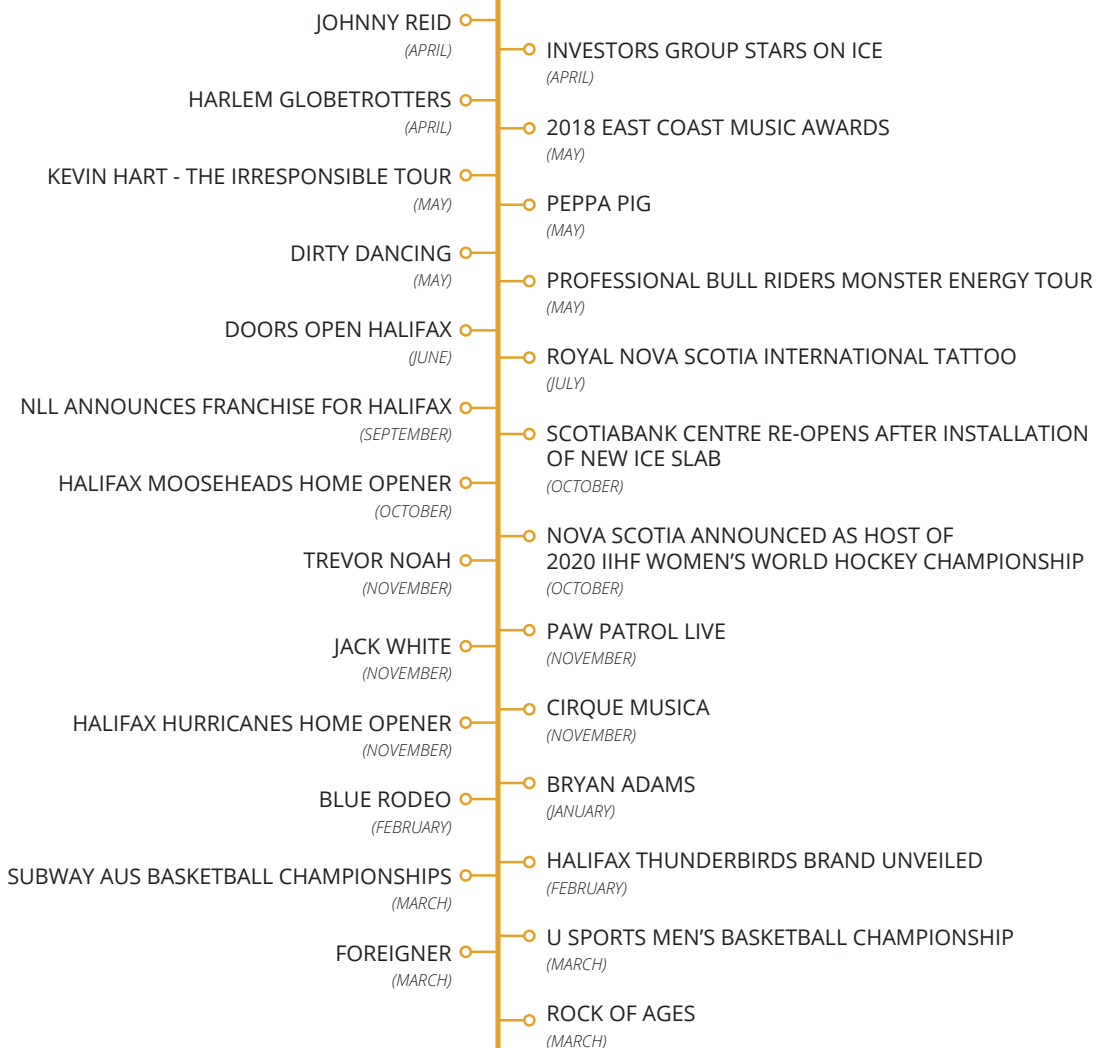 JOHNNY REID
(APRIL)
INVESTORS GROUP STARS ON ICE
(APRIL)
HARLEM GLOBETROTTERS
(APRIL)
2018 EAST COAST MUSIC AWARDS
(MAY)
KEVIN HART - THE IRRESPONSIBLE TOUR
(MAY)
PEPPA PIG
(MAY)
DIRTY DANCING
(MAY)
PROFESSIONAL BULL RIDERS MONSTER ENERGY TOUR
(MAY)
DOORS OPEN HALIFAX
(JUNE)
ROYAL NOVA SCOTIA INTERNATIONAL TATTOO
(JULY)
NLL ANNOUNCES FRANCHISE FOR HALIFAX
(SEPTEMBER)
SCOTIABANK CENTRE RE-OPENS AFTER INSTALLATION
OF NEW ICE SLAB
(OCTOBER)
HALIFAX MOOSEHEADS HOME OPENER
(OCTOBER)
NOVA SCOTIA ANNOUNCED AS HOST OF
2020 IIHF WOMEN'S WORLD HOCKEY CHAMPIONSHIP
(OCTOBER)
TREVOR NOAH
(NOVEMBER)
PAW PATROL LIVE
(NOVEMBER)
JACK WHITE
(NOVEMBER)
CIRQUE MUSICA
(NOVEMBER)
HALIFAX HURRICANES HOME OPENER
(NOVEMBER)
BRYAN ADAMS
(JANUARY)
BLUE RODEO
(FEBRUARY)
HALIFAX THUNDERBIRDS BRAND UNVEILED
(FEBRUARY)
SUBWAY AUS BASKETBALL CHAMPIONSHIPS
(MARCH)
U SPORTS MEN'S BASKETBALL CHAMPIONSHIP
(MARCH)
FOREIGNER
(MARCH)
ROCK OF AGES
(MARCH)